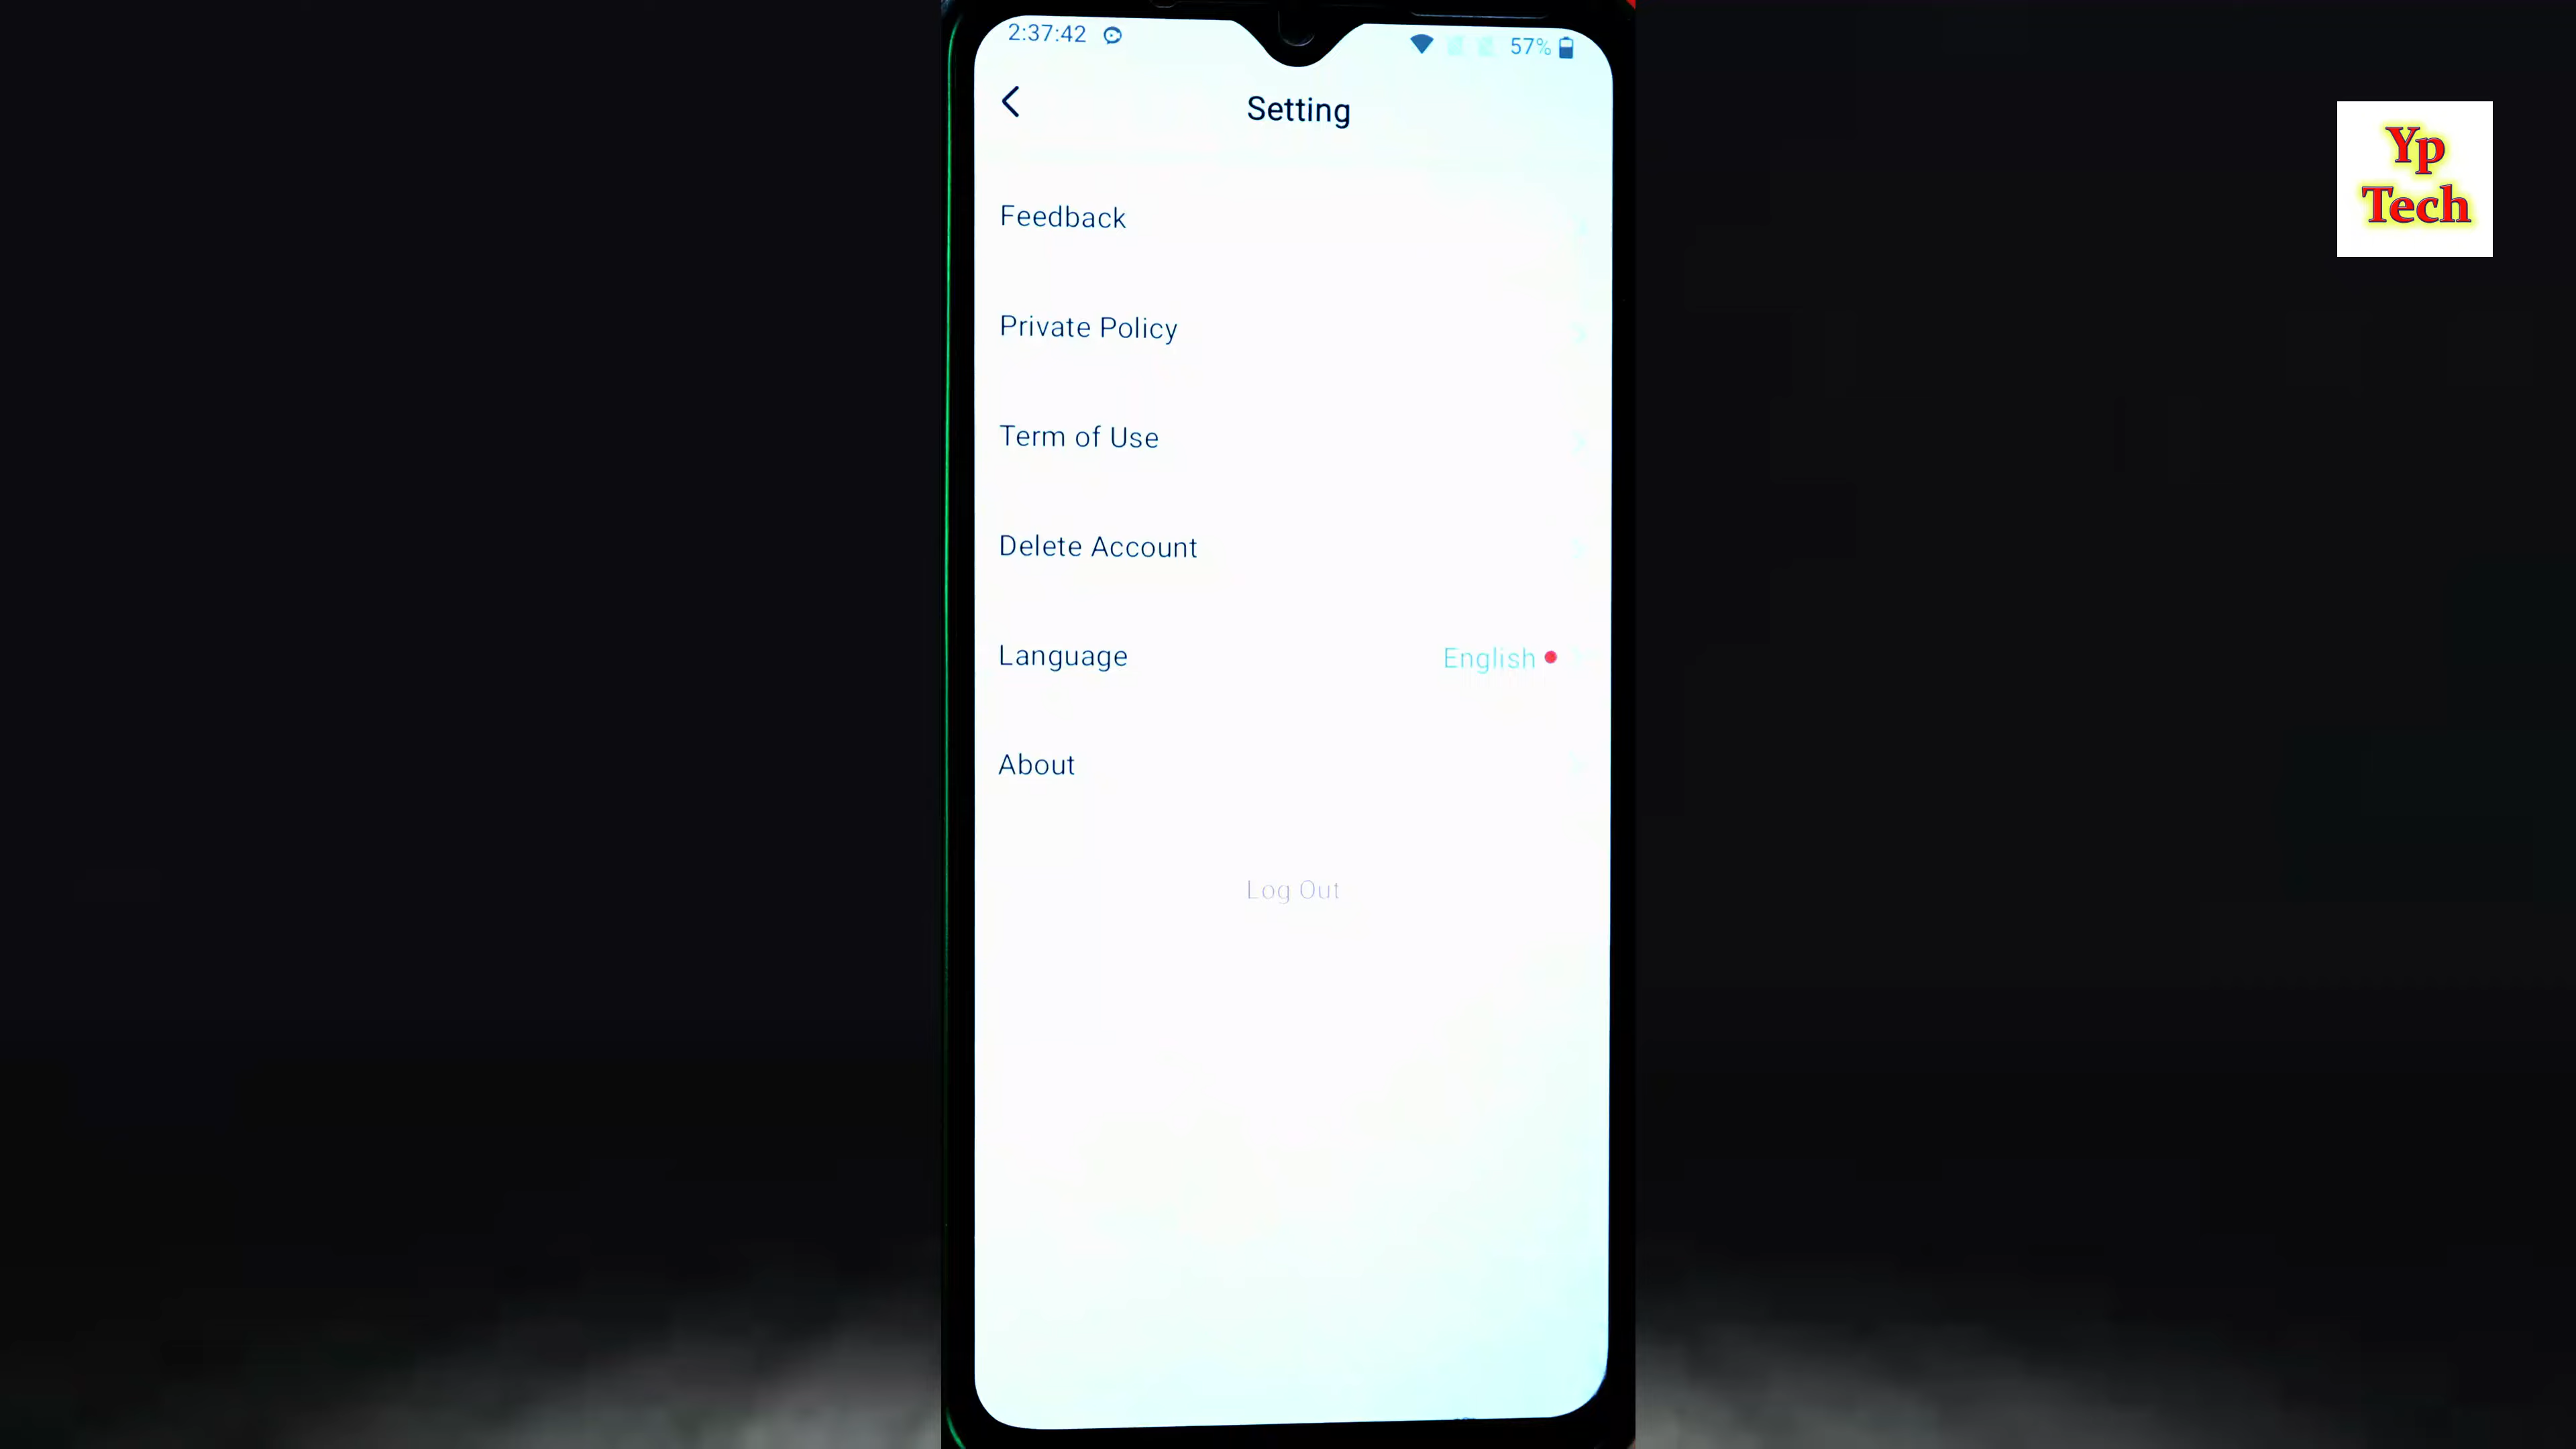 2:37:42
57%
Setting
Feedback
Private Policy
Term of Use
Delete Account
Language
English
About
Log Out
Yp
Tech